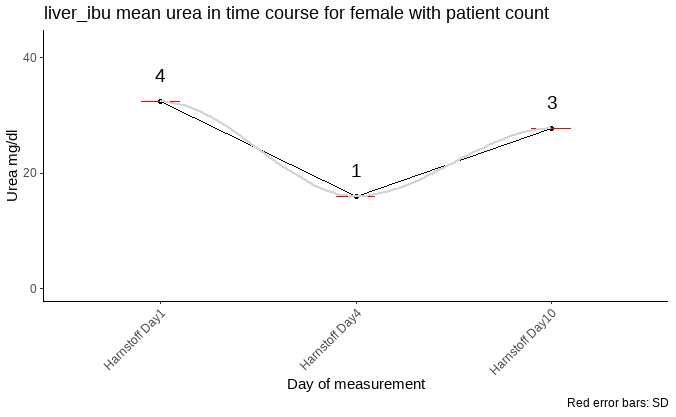 liver_ibu mean urea in time course for female with patient count
40
20
0
Urea mg/dl
4
1
3
Harnstoff Day1
Harnstoff Day4
Harnstoff Day10
Day of measurement
Red error bars: SD